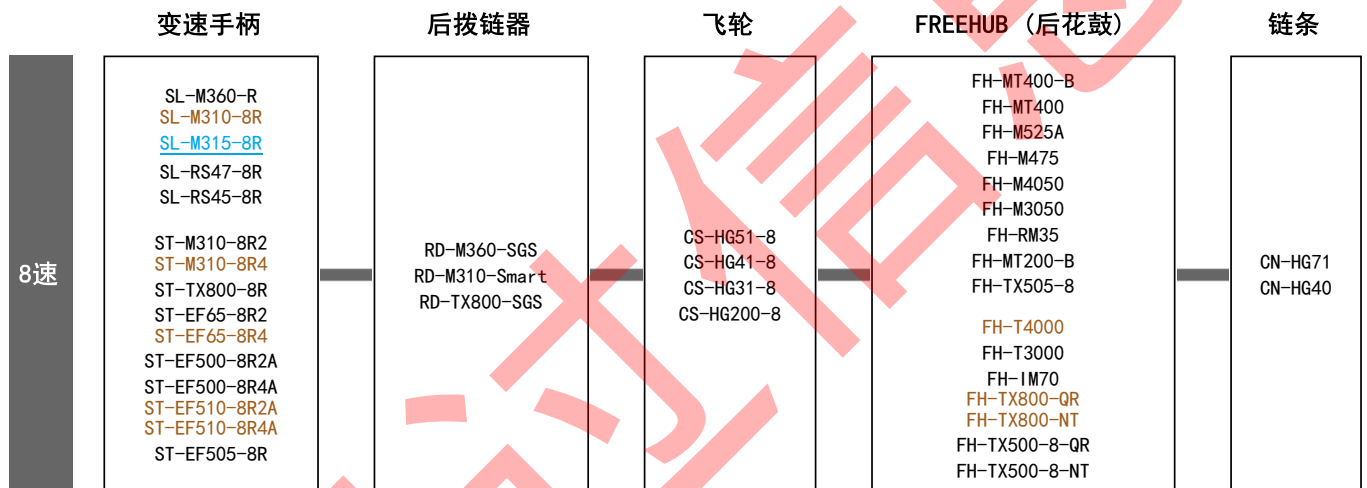 变速手柄
后拨链器
飞轮
FREEHUB (后花鼓)
链条
8速
SL-M360-R
SL-M310-8R
SL-M315-8R
SL-RS47-8R
SL-RS45-8R
ST-M310-8R2
ST-M310-8R4
ST-TX800-8R
ST-EF65-8R2
ST-EF65-8R4
ST-EF500-8R2A
ST-EF500-8R4A
ST-EF510-8R2A
ST-EF510-8R4A
ST-EF505-8R
RD-M360-SGS
RD-M310-Smart
RD-TX800-SGS
CS-HG51-8
CS-HG41-8
CS-HG31-8
CS-HG200-8
FH-MT400-B
FH-MT400
FH-M525A
FH-M475
FH-M4050
FH-M3050
FH-RM35
FH-MT200-B
FH-TX505-8
FH-T4000
FH-T3000
FH-IM70
FH-TX800-QR
FH-TX800-NT
FH-TX500-8-QR
FH-TX500-8-NT
CN-HG71
CN-HG40